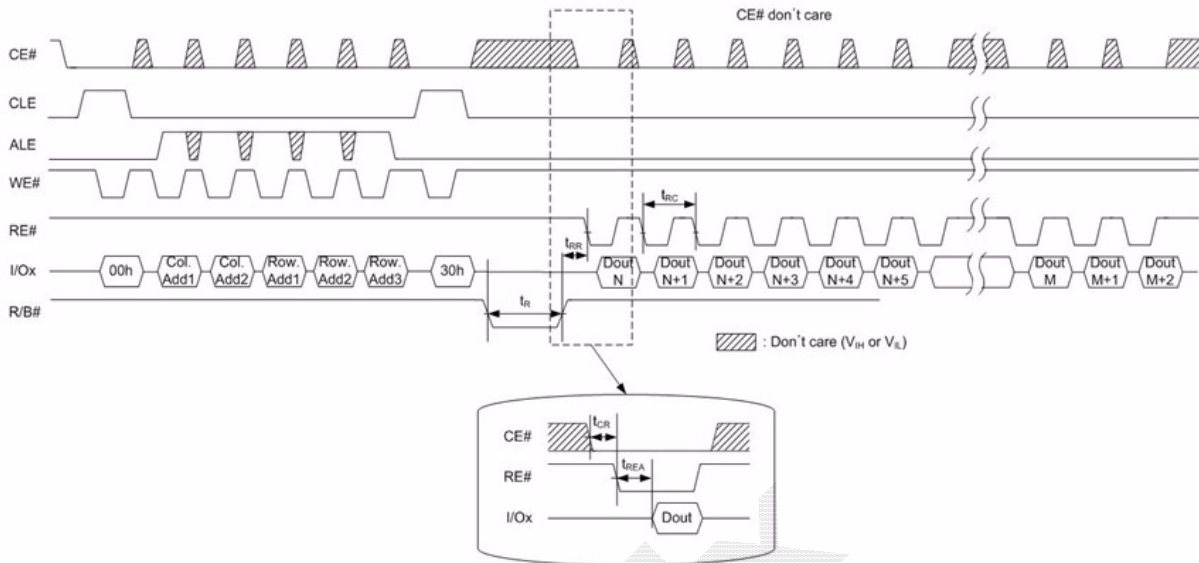 CE# don´t care
CE#
CLE
ALE
WE#
RE#
tRC
tRR
I/Ox
00h
Col. Add1
Col. Add2
Row. Add1
Row. Add2
Row. Add3
30h
Dout N
Dout N+1
Dout N+2
Dout N+3
Dout N+4
Dout N+5
Dout M
Dout M+1
Dout M+2
R/B#
tR
: Don´t care (VIH or VIL)
CE#
tCR
RE#
tREA
I/Ox
Dout